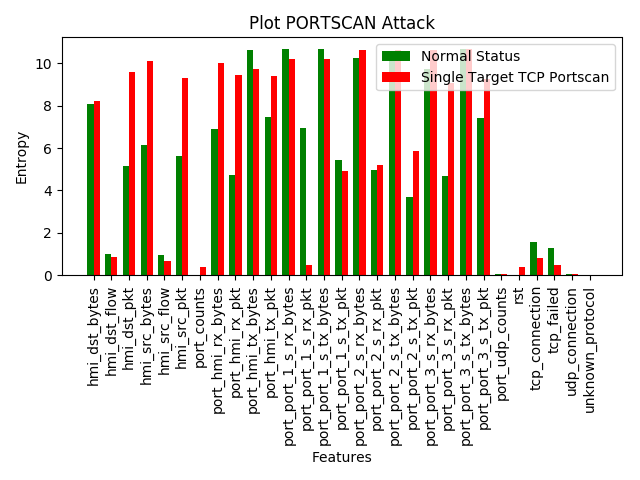 Plot PORTSCAN Attack
Normal Status
Single Target TCP Portscan
Entropy
10
8
6
4
2
0
hmi_dst_bytes
hmi_dst_flow
hmi_dst_pkt
hmi_src_bytes
hmi_src_flow
hmi_src_pkt
port_counts
port_hmi_rx_bytes
port_hmi_rx_pkt
port_hmi_tx_bytes
port_hmi_tx_pkt
port_port_1_s_rx_bytes
port_port_1_s_rx_pkt
port_port_1_s_tx_bytes
port_port_1_s_tx_pkt
port_port_2_s_rx_bytes
port_port_2_s_rx_pkt
port_port_2_s_tx_bytes
port_port_2_s_tx_pkt
port_port_3_s_rx_bytes
port_port_3_s_rx_pkt
port_port_3_s_tx_bytes
port_port_3_s_tx_pkt
port_udp_counts
rst
tcp_connection
tcp_failed
udp_connection
unknown_protocol
Features